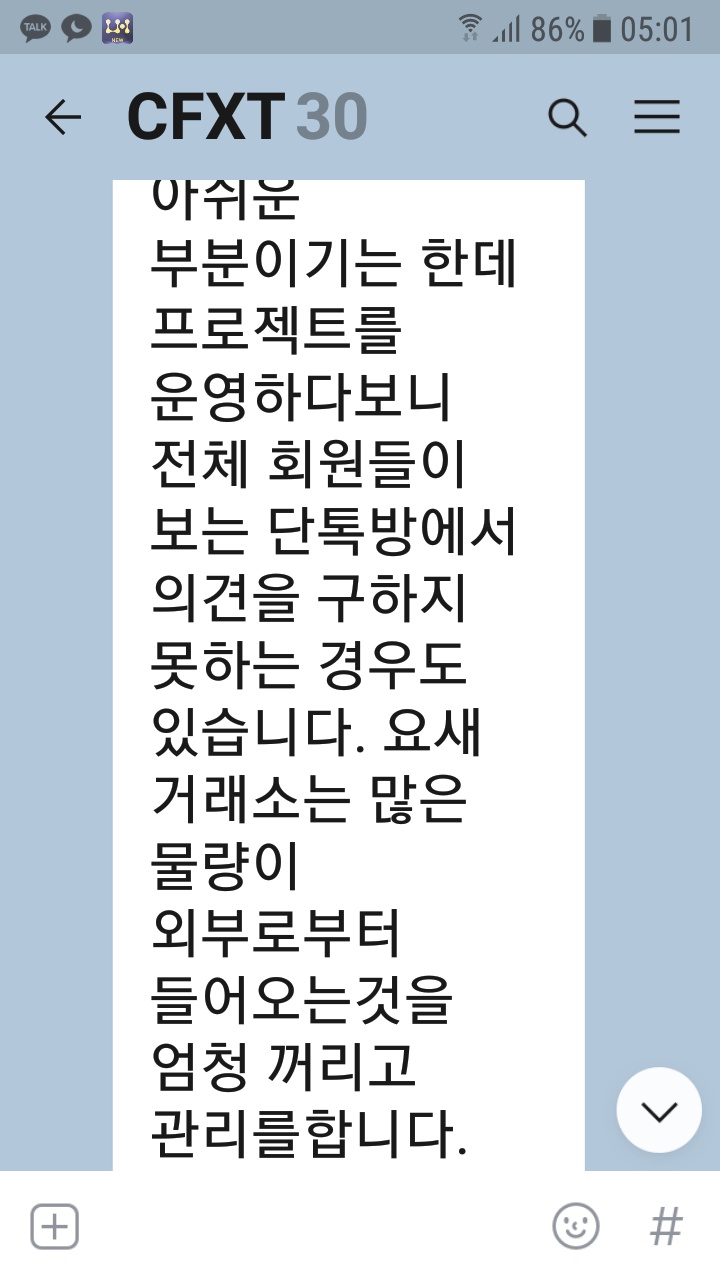 TALK
NEW
86%
05:01
CFXT 30
아쉬운
부분이기는 한데
프로젝트를
운영하다보니
전체 회원들이
보는 단톡방에서
의견을 구하지
못하는 경우도
있습니다. 요새
거래소는 많은
물량이
외부로부터
들어오는것을
엄청 꺼리고
관리를합니다.
#